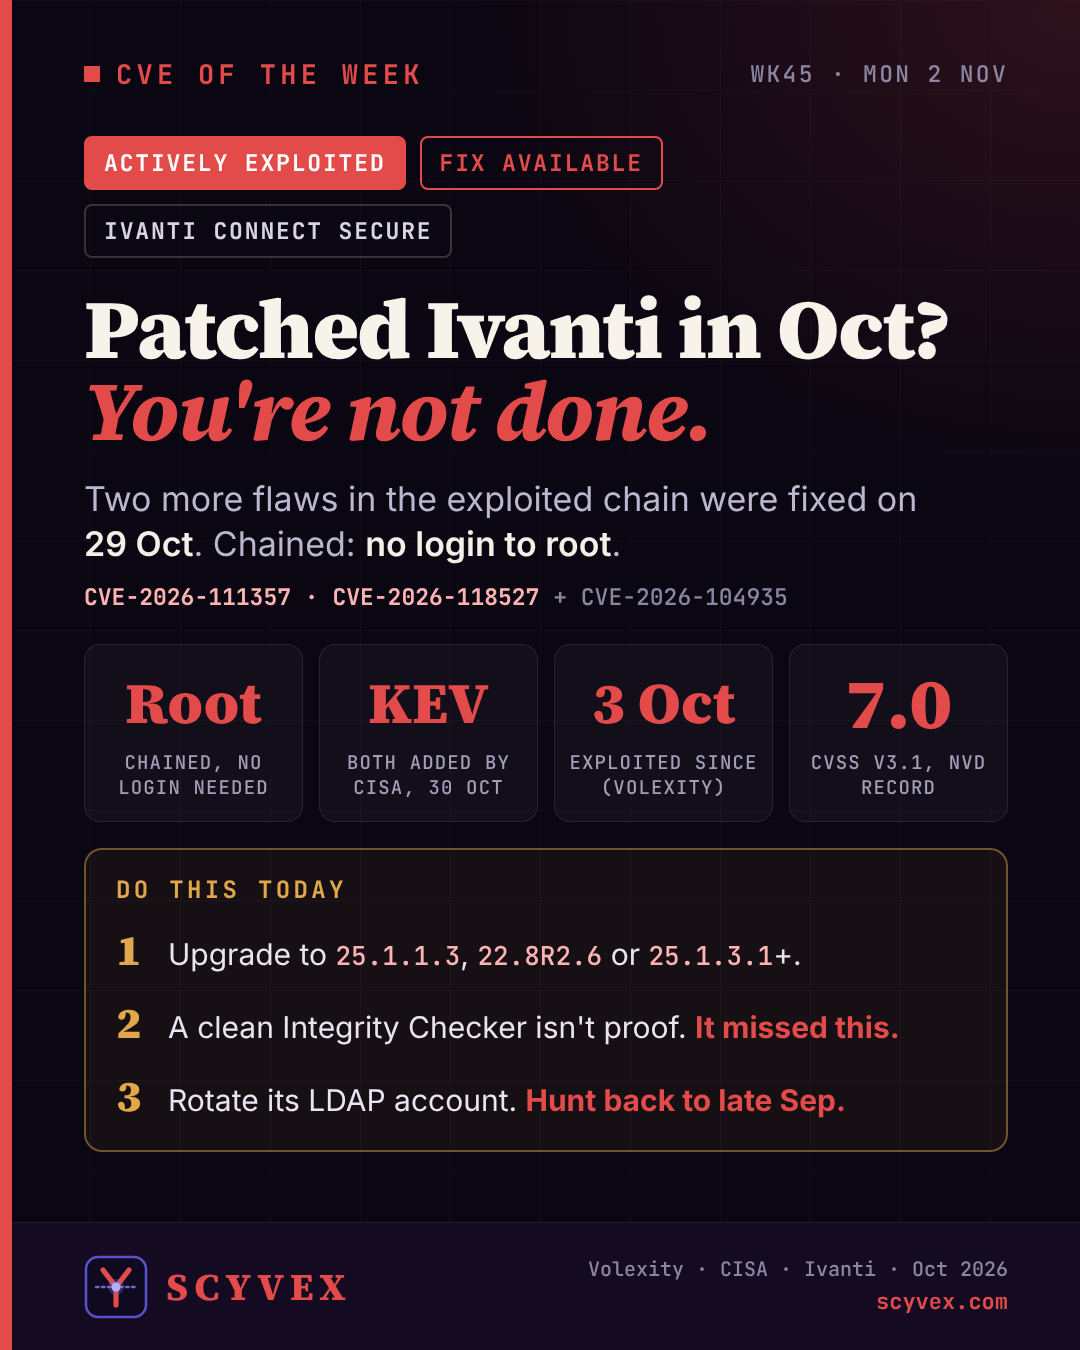 CVE OF THE WEEK
WK45 · MON 2 NOV
ACTIVELY EXPLOITED
FIX AVAILABLE
IVANTI CONNECT SECURE
Patched Ivanti in Oct?
You're not done.
Two more flaws in the exploited chain were fixed on
29 Oct. Chained: no login to root.
CVE-2026-111357 · CVE-2026-118527 + CVE-2026-104935
Root
CHAINED, NO
LOGIN NEEDED
KEV
BOTH ADDED BY
CISA, 30 OCT
3 Oct
EXPLOITED SINCE
(VOLEXITY)
7.0
CVSS V3.1, NVD
RECORD
DO THIS TODAY
1 Upgrade to 25.1.1.3, 22.8R2.6 or 25.1.3.1+.
2 A clean Integrity Checker isn't proof. It missed this.
3 Rotate its LDAP account. Hunt back to late Sep.
SCYVEX
Volexity · CISA · Ivanti · Oct 2026
scyvex.com